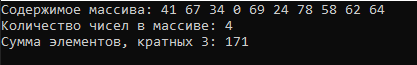 Содержимое массива: 41 67 34 0 69 24 78 58 62 64
Количество чисел в массиве: 4
Сумма элементов, кратных 3: 171